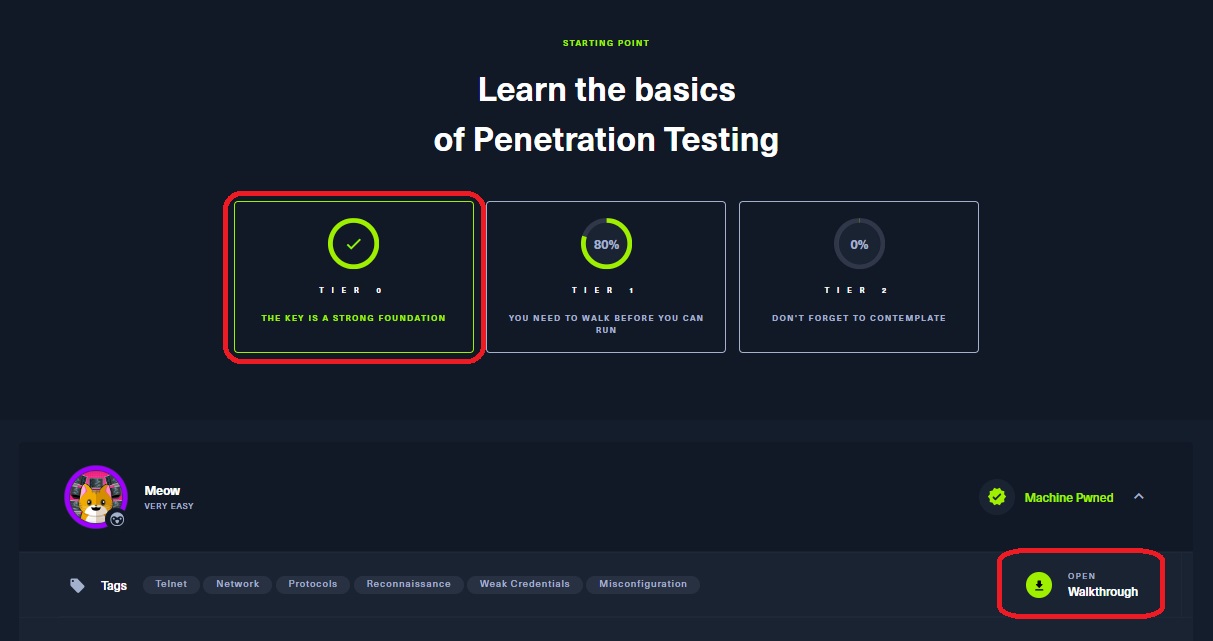 STARTING POINT
Learn the basics
of Penetration Testing
TIER 0
THE KEY IS A STRONG FOUNDATION
80%
TIER 1
YOU NEED TO WALK BEFORE YOU CAN
RUN
0%
TIER 2
DON'T FORGET TO CONTEMPLATE
Meow
VERY EASY
Machine Pwned
Tags
Telnet
Network
Protocols
Reconnaissance
Weak Credentials
Misconfiguration
OPEN
Walkthrough